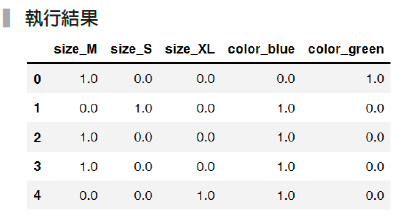 執行結果
size_M size_S size_XL color_blue color_green
0 1.0 0.0 0.0 0.0 1.0
1 0.0 1.0 0.0 1.0 0.0
2 1.0 0.0 0.0 1.0 0.0
3 1.0 0.0 0.0 1.0 0.0
4 0.0 0.0 1.0 1.0 0.0